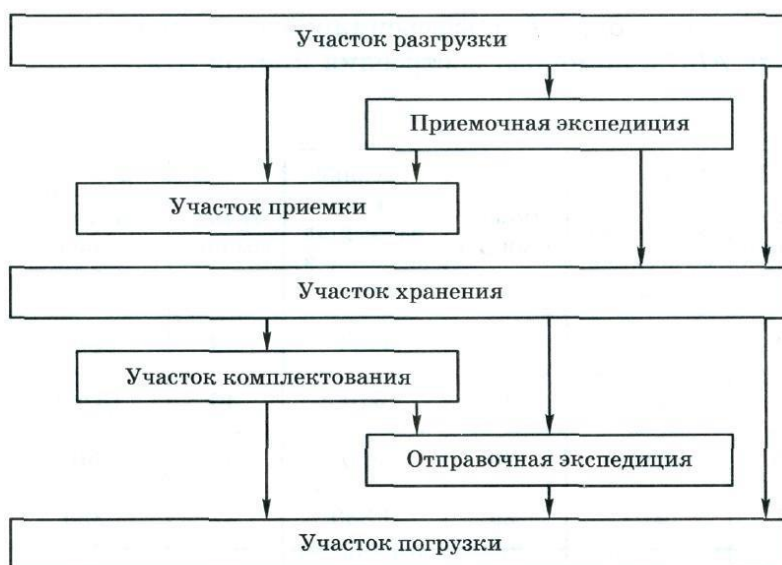 Участок разгрузки
Приемочная экспедиция
Участок приемки
Участок хранения
Участок комплектования
Отправочная экспедиция
Участок погрузки